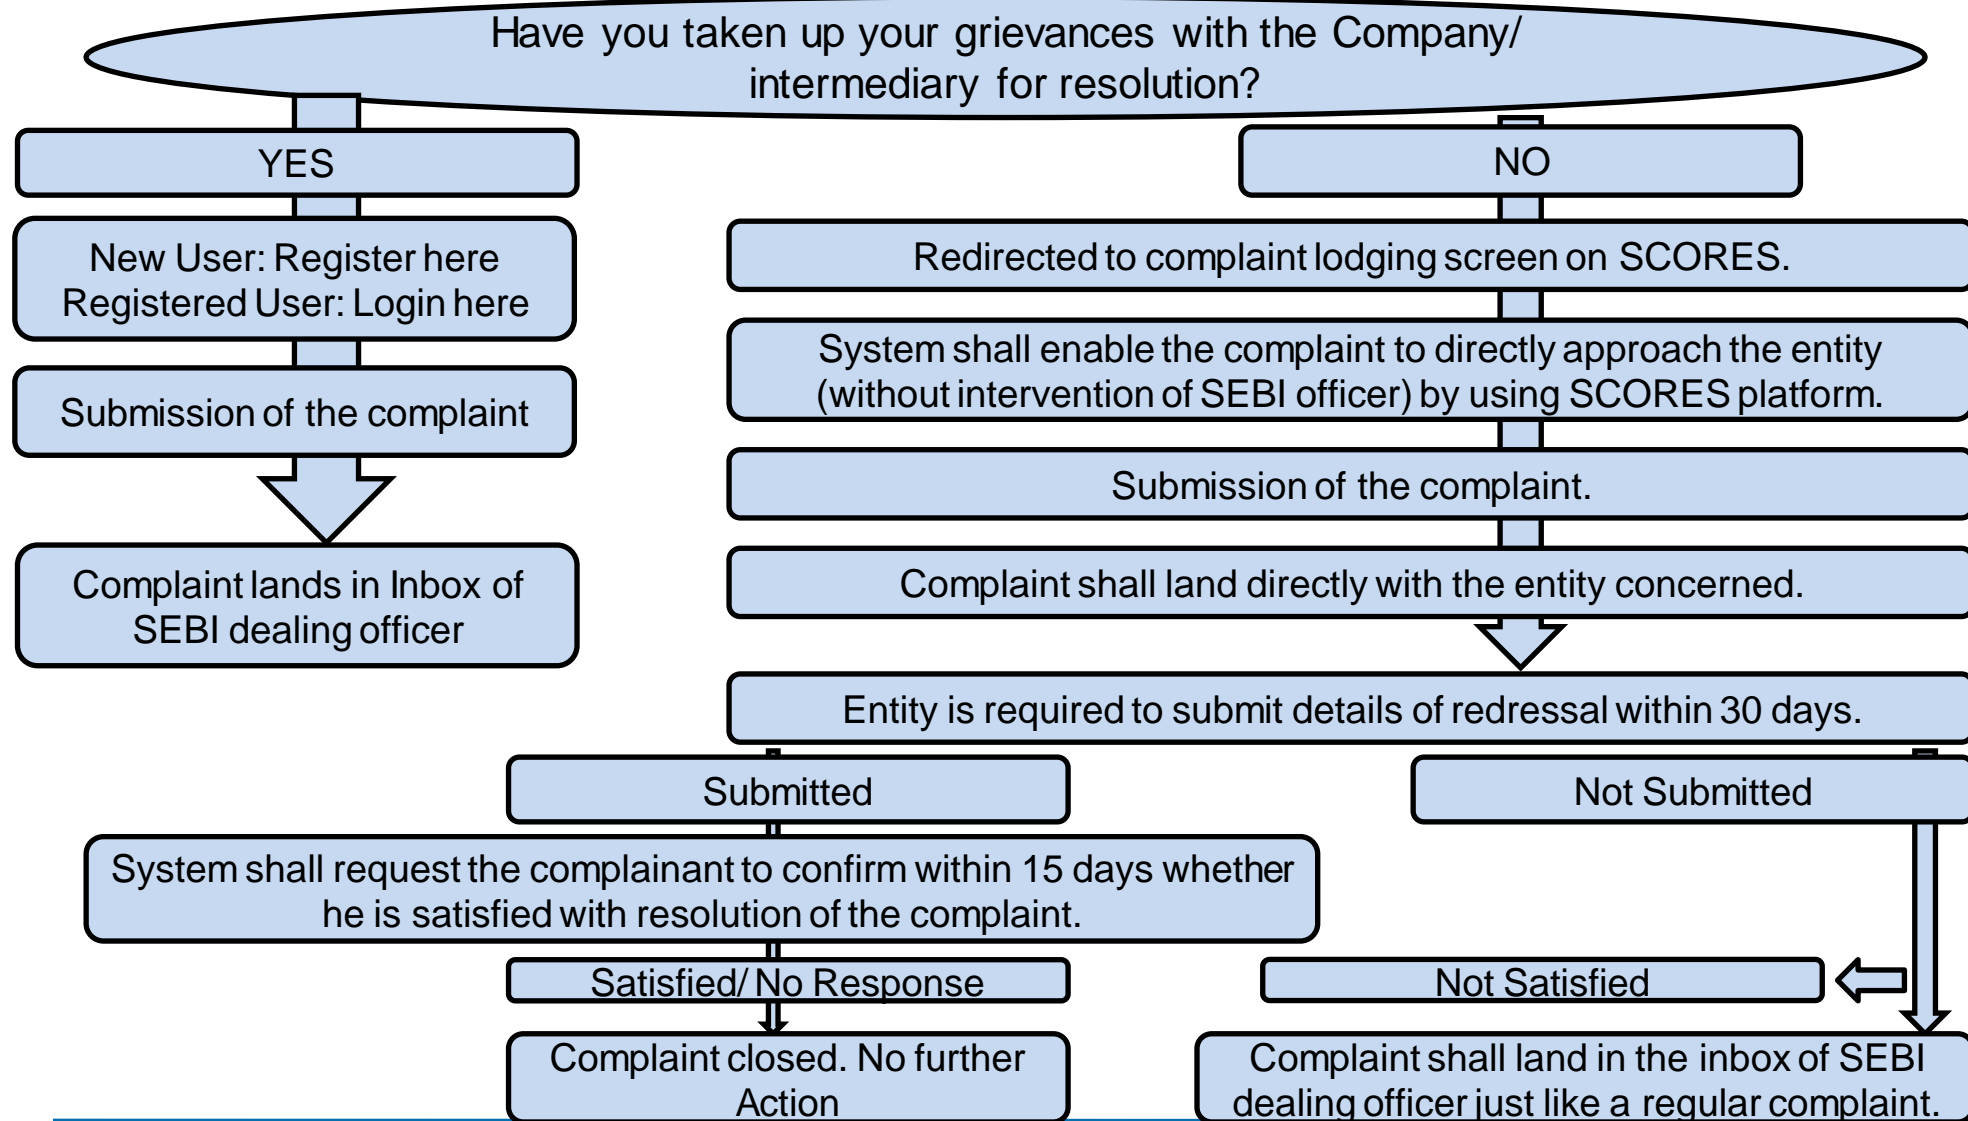 Have you taken up your grievances with the Company/
intermediary for resolution?
YES
New User: Register here
Registered User: Login here
Submission of the complaint
Complaint lands in Inbox of
SEBI dealing officer
NO
Redirected to complaint lodging screen on SCORES.
System shall enable the complaint to directly approach the entity
(without intervention of SEBI officer) by using SCORES platform.
Submission of the complaint.
Complaint shall land directly with the entity concerned.
Entity is required to submit details of redressal within 30 days.
Submitted
System shall request the complainant to confirm within 15 days whether
he is satisfied with resolution of the complaint.
Satisfied/ No Response
Complaint closed. No further
Action
Not Submitted
Not Satisfied
Complaint shall land in the inbox of SEBI
dealing officer just like a regular complaint.